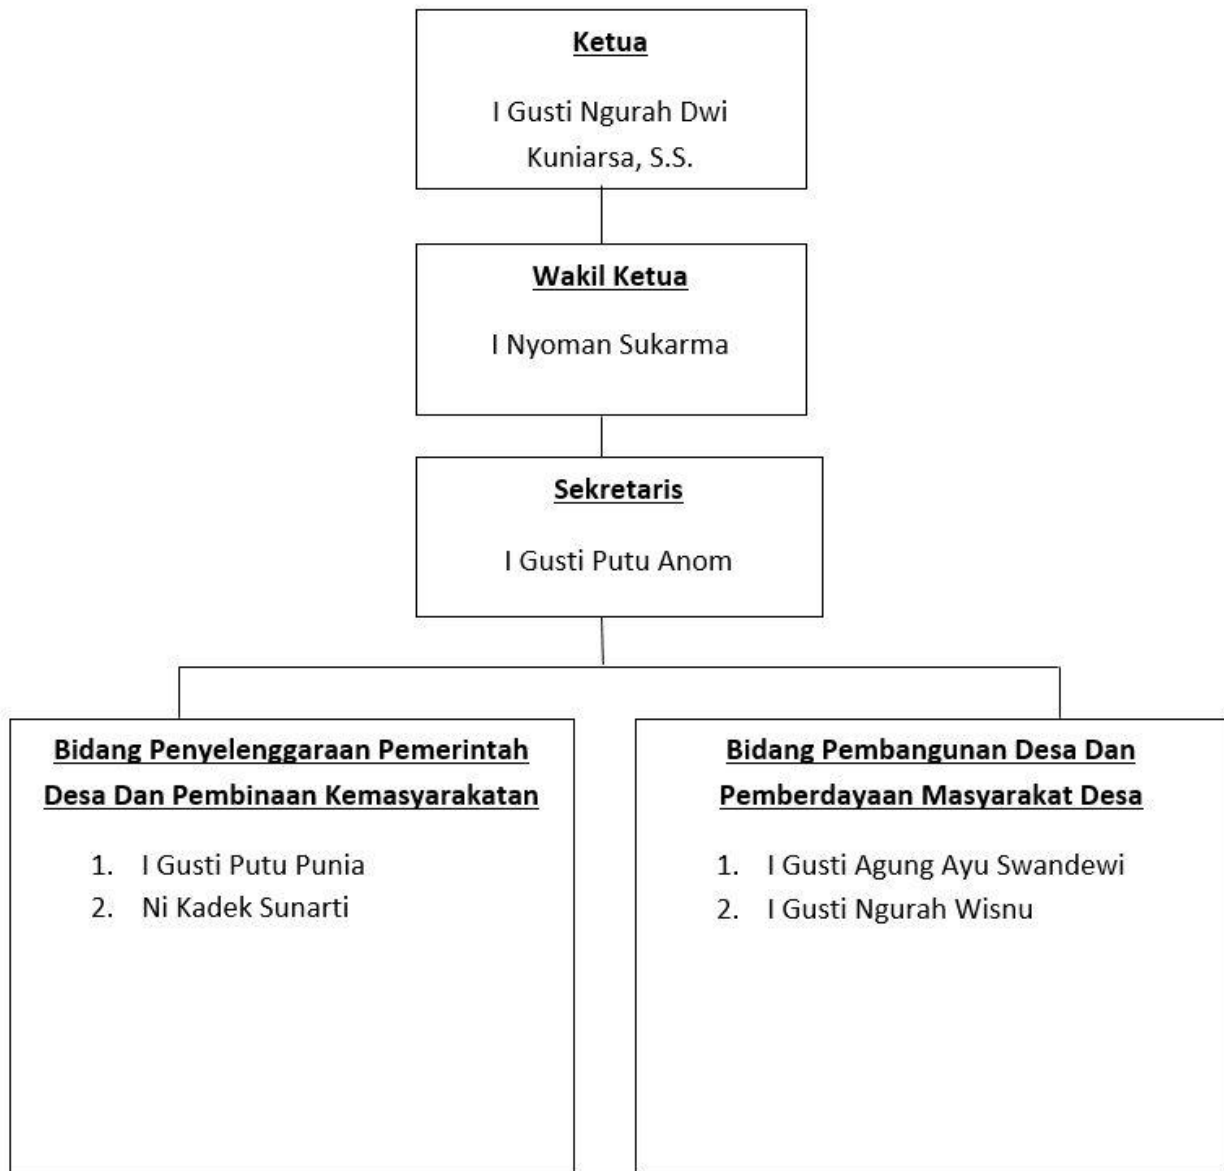 Ketua
I Gusti Ngurah Dwi
Kuniarsa, S.S.
Wakil Ketua
I Nyoman Sukarma
Sekretaris
I Gusti Putu Anom
Bidang Penyelenggaraan Pemerintah
Desa Dan Pembinaan Kemasyarakatan
1. I Gusti Putu Punia
2. Ni Kadek Sunarti
Bidang Pembangunan Desa Dan
Pemberdayaan Masyarakat Desa
1. I Gusti Agung Ayu Swandewi
2. I Gusti Ngurah Wisnu